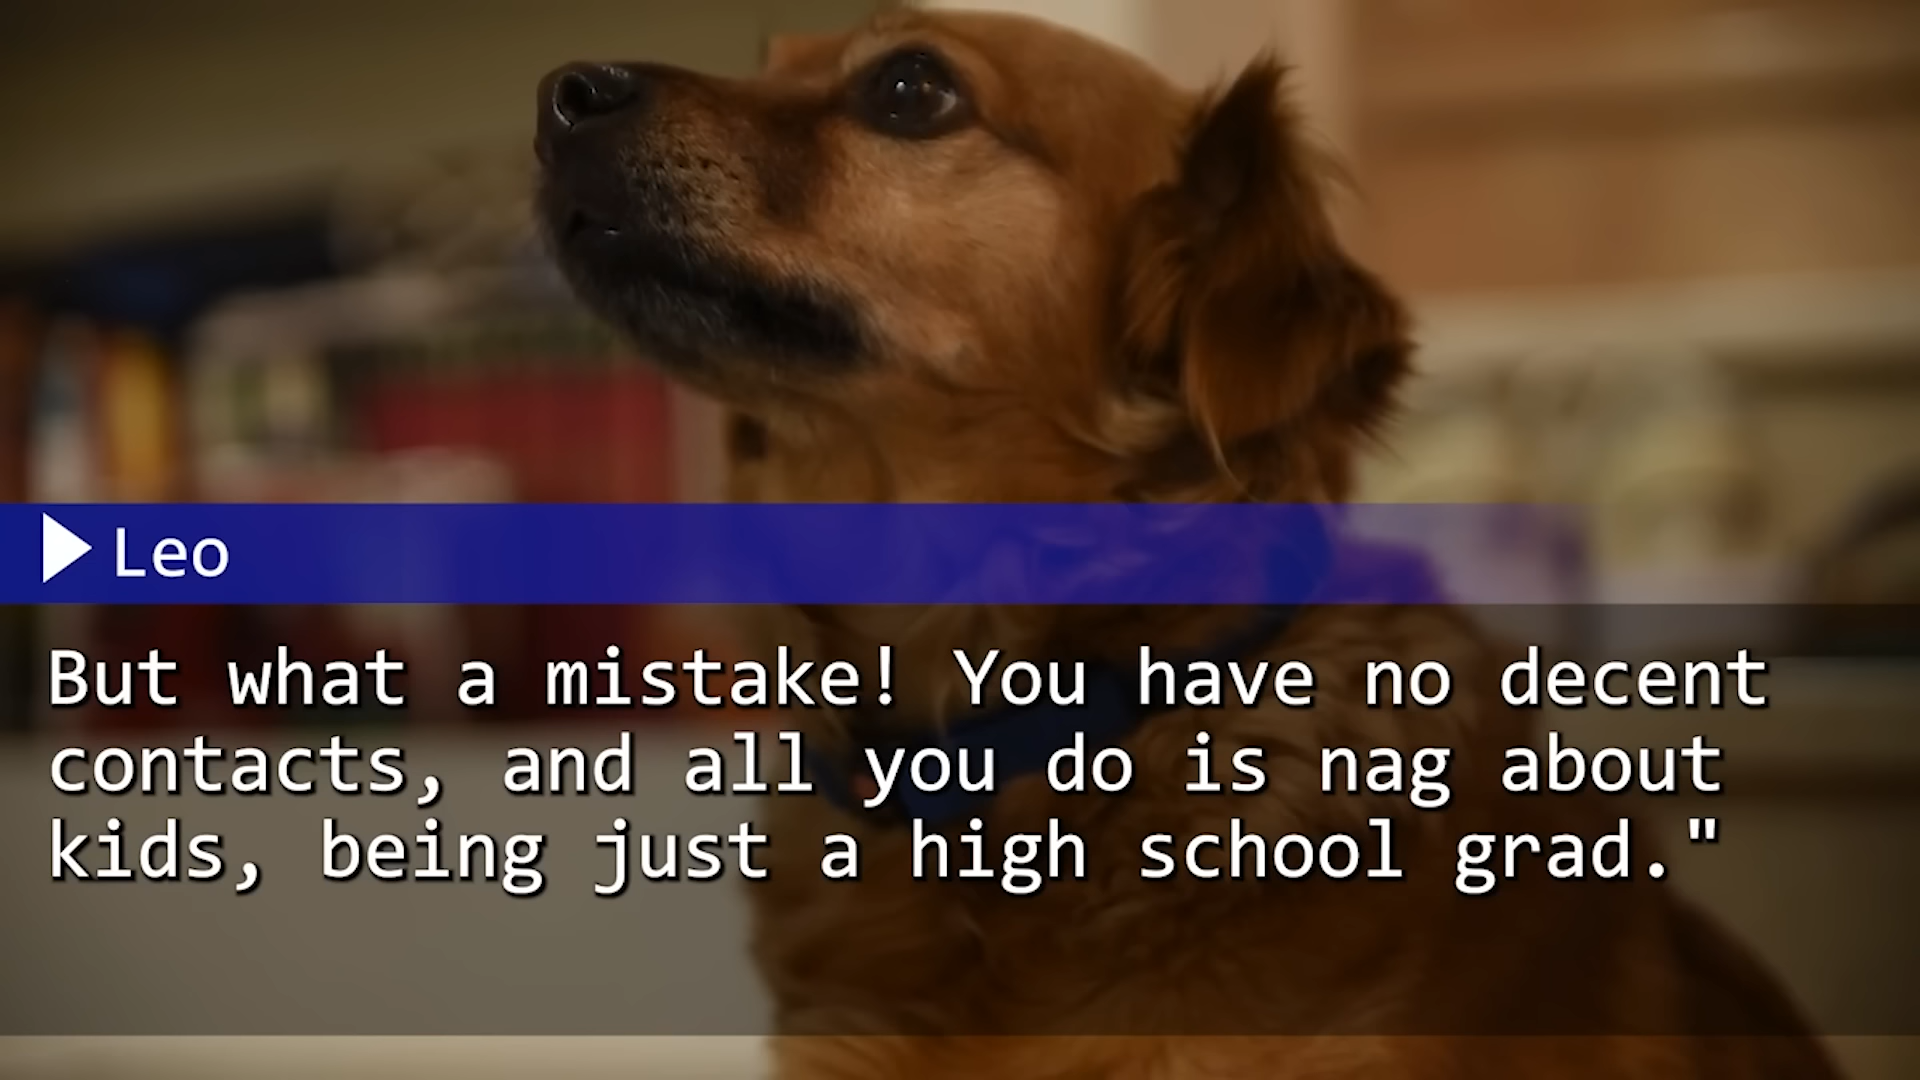 Leo
But what a mistake! You have no decent
contacts, and all you do is nag about
kids, being just a high school grad."